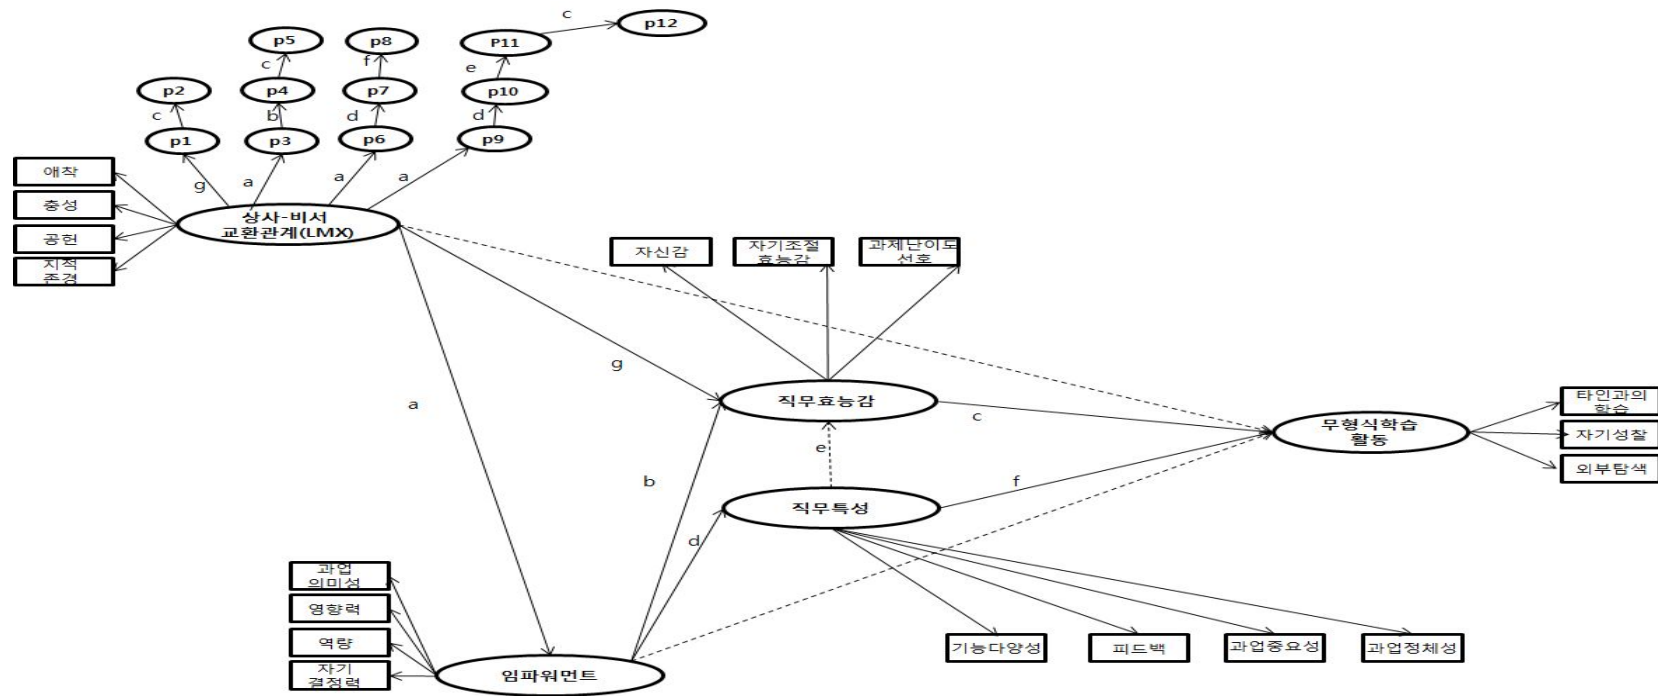 c
p12
p5
p8
P11
c
f
e
p2
p4
p7
p10
c
b
d
d
p1
p3
p6
p9
애착
g
a
a
a
충성
상사-비서
교환관계(LMX)
공헌
지적
존경
자신감
자기조절
효능감
과제난이도
선호
g
a
직무효능감
c
타인과의
학습
무형식학습
활동
자기성찰
e
외부탐색
b
f
직무특성
d
과업
의미성
영향력
역량
자기
결정력
임파워먼트
기능다양성
피드백
과업중요성
과업정체성